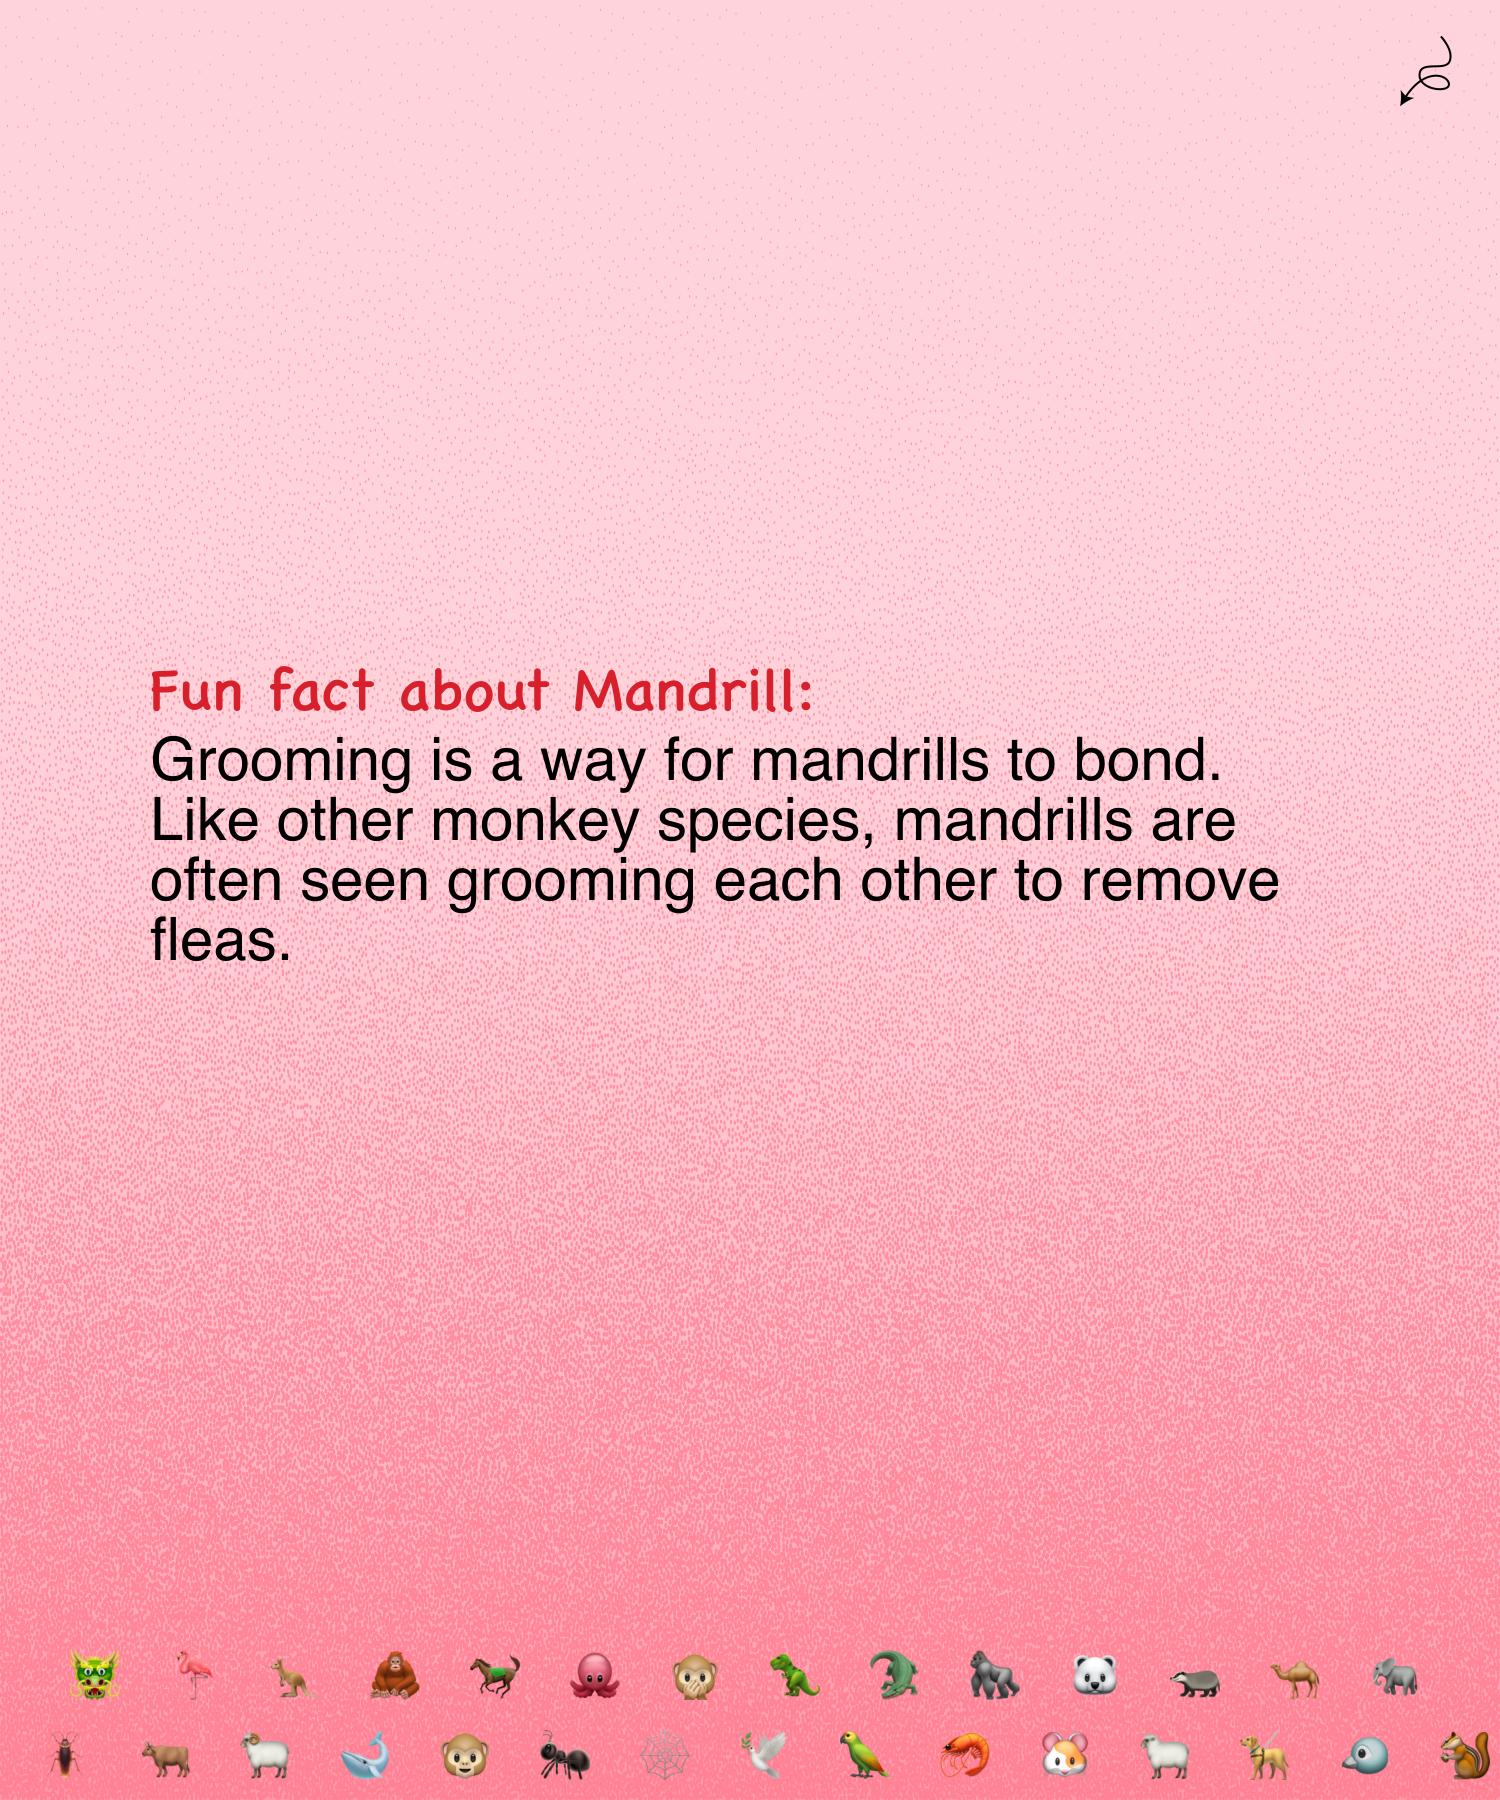 Fun fact about Mandrill:
Grooming is a way for mandrills to bond.
Like other monkey species, mandrills are
often seen grooming each other to remove
fleas.